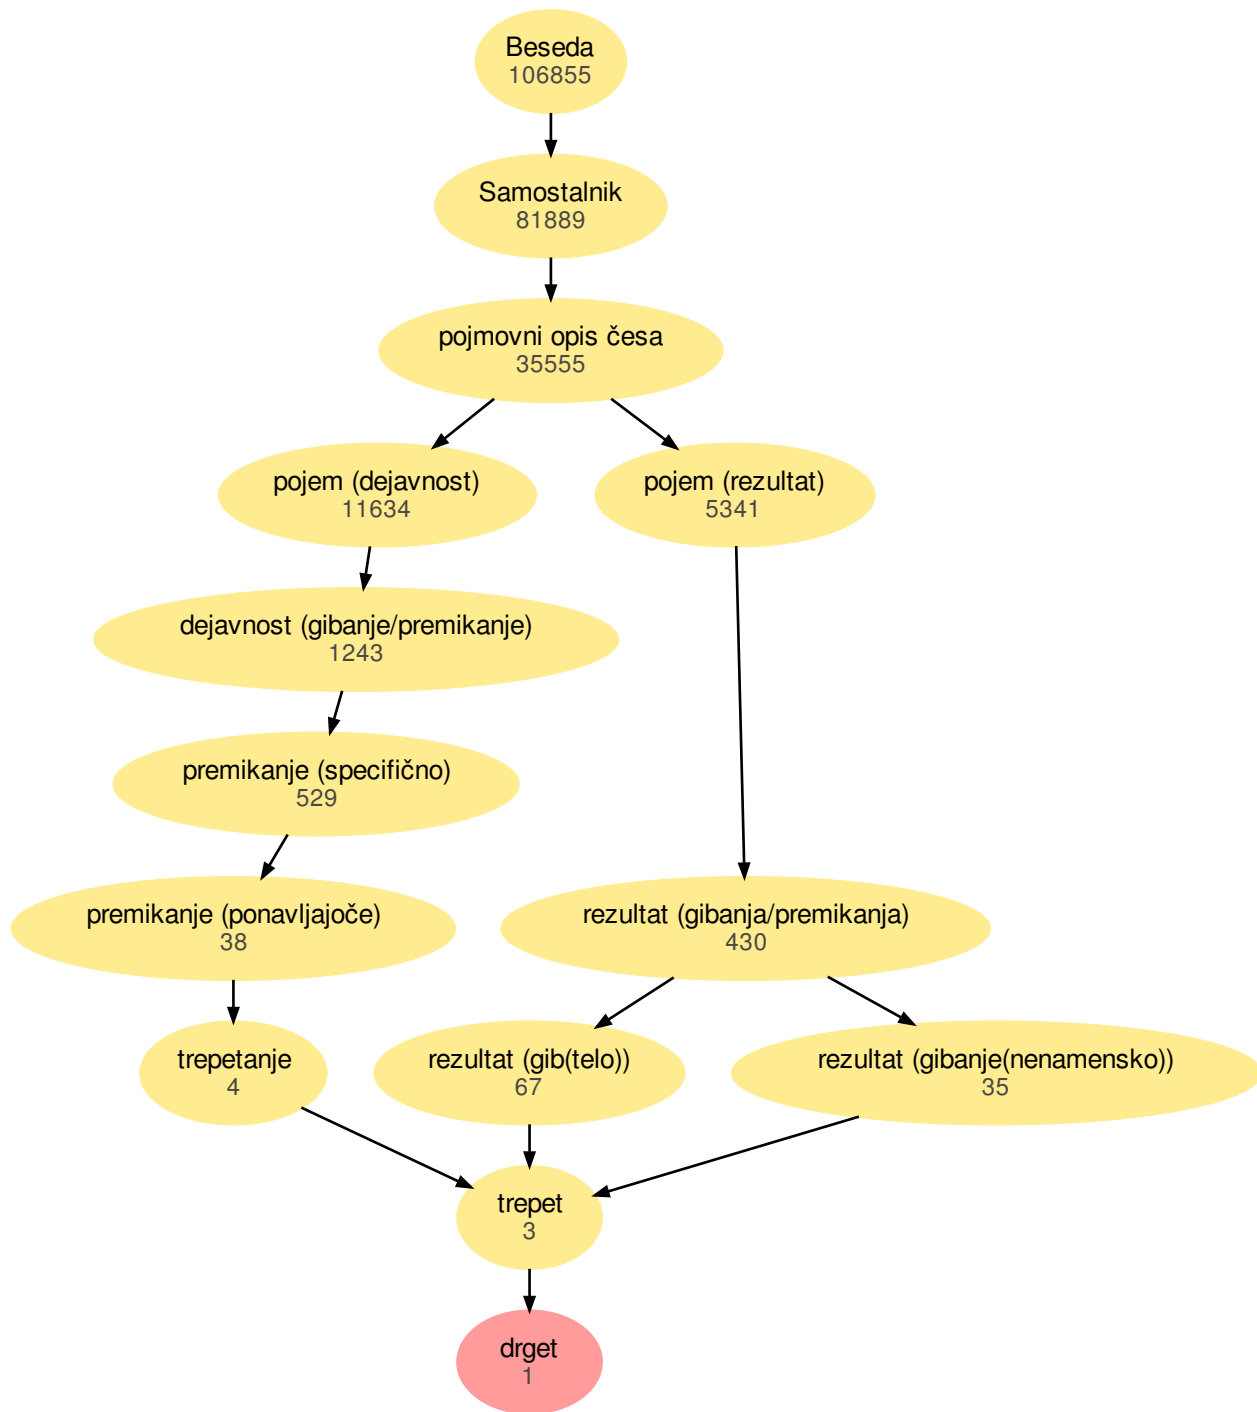 Beseda
106855
Samostalnik
81889
pojmovni opis česa
35555
pojem (dejavnost)
11634
pojem (rezultat)
5341
dejavnost (gibanje/premikanje)
1243
premikanje (specifično)
529
premikanje (ponavljajoče)
38
rezultat (gibanja/premikanja)
430
trepetanje
4
rezultat (gib(telo))
67
rezultat (gibanje(nenamensko))
35
trepet
3
drget
1